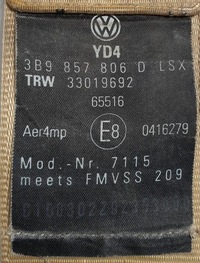 YD4
3B9 857 806 D LSX
TRW 33019692
65516
Aer4mp E8 0416279
Mod.-Nr. 7115
meets FMVSS 209